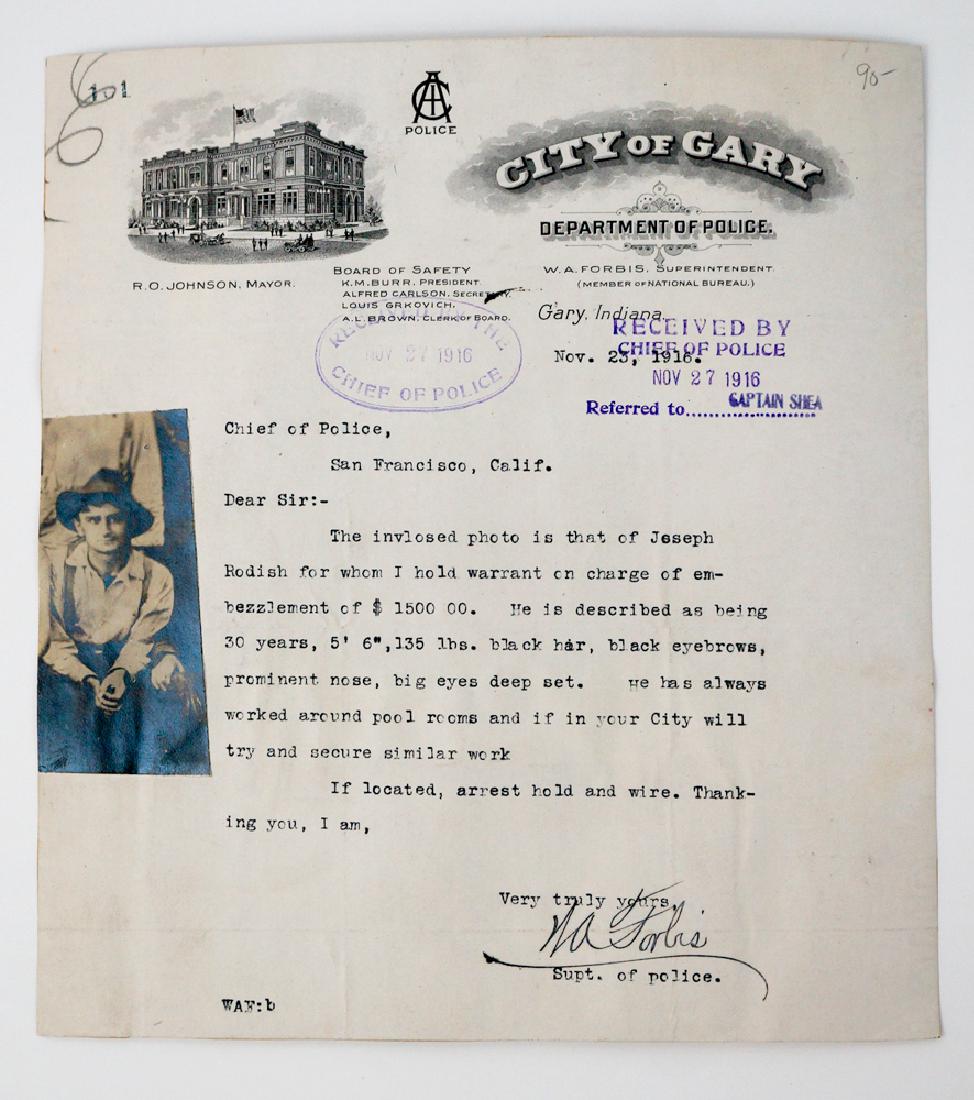 101
90-
POLICE
CITY OF GARY
DEPARTMENT OF POLICE.
R.O. JOHNSON, MAYOR.
BOARD OF SAFETY
K.M. BURR, PRESIDENT.
ALFRED CARLSON, SECRETARY.
LOUIS GRKOVICH.
A.L. BROWN, CLERK OF BOARD.
W.A. FORBIS, SUPERINTENDENT.
(MEMBER OF NATIONAL BUREAU.)
Gary, Indiana.
Nov. 23, 1916.
RECEIVED BY THE
NOV 27 1916
CHIEF OF POLICE
RECEIVED BY
CHIEF OF POLICE
NOV 27 1916
Referred to........................
CAPTAIN SHEA
Chief of Police,
San Francisco, Calif.
Dear Sir:-
The invlosed photo is that of Joseph
Rodish for whom I hold warrant on charge of em-
bezzlement of $ 1500 00. He is described as being
30 years, 5' 6",135 lbs. black har, black eyebrows,
prominent nose, big eyes deep set. He has always
worked around pool rooms and if in your City will
try and secure similar work
If located, arrest hold and wire. Thank-
ing you, I am,
Very truly yours,
WA Forbis
Supt. of police.
WAF:b